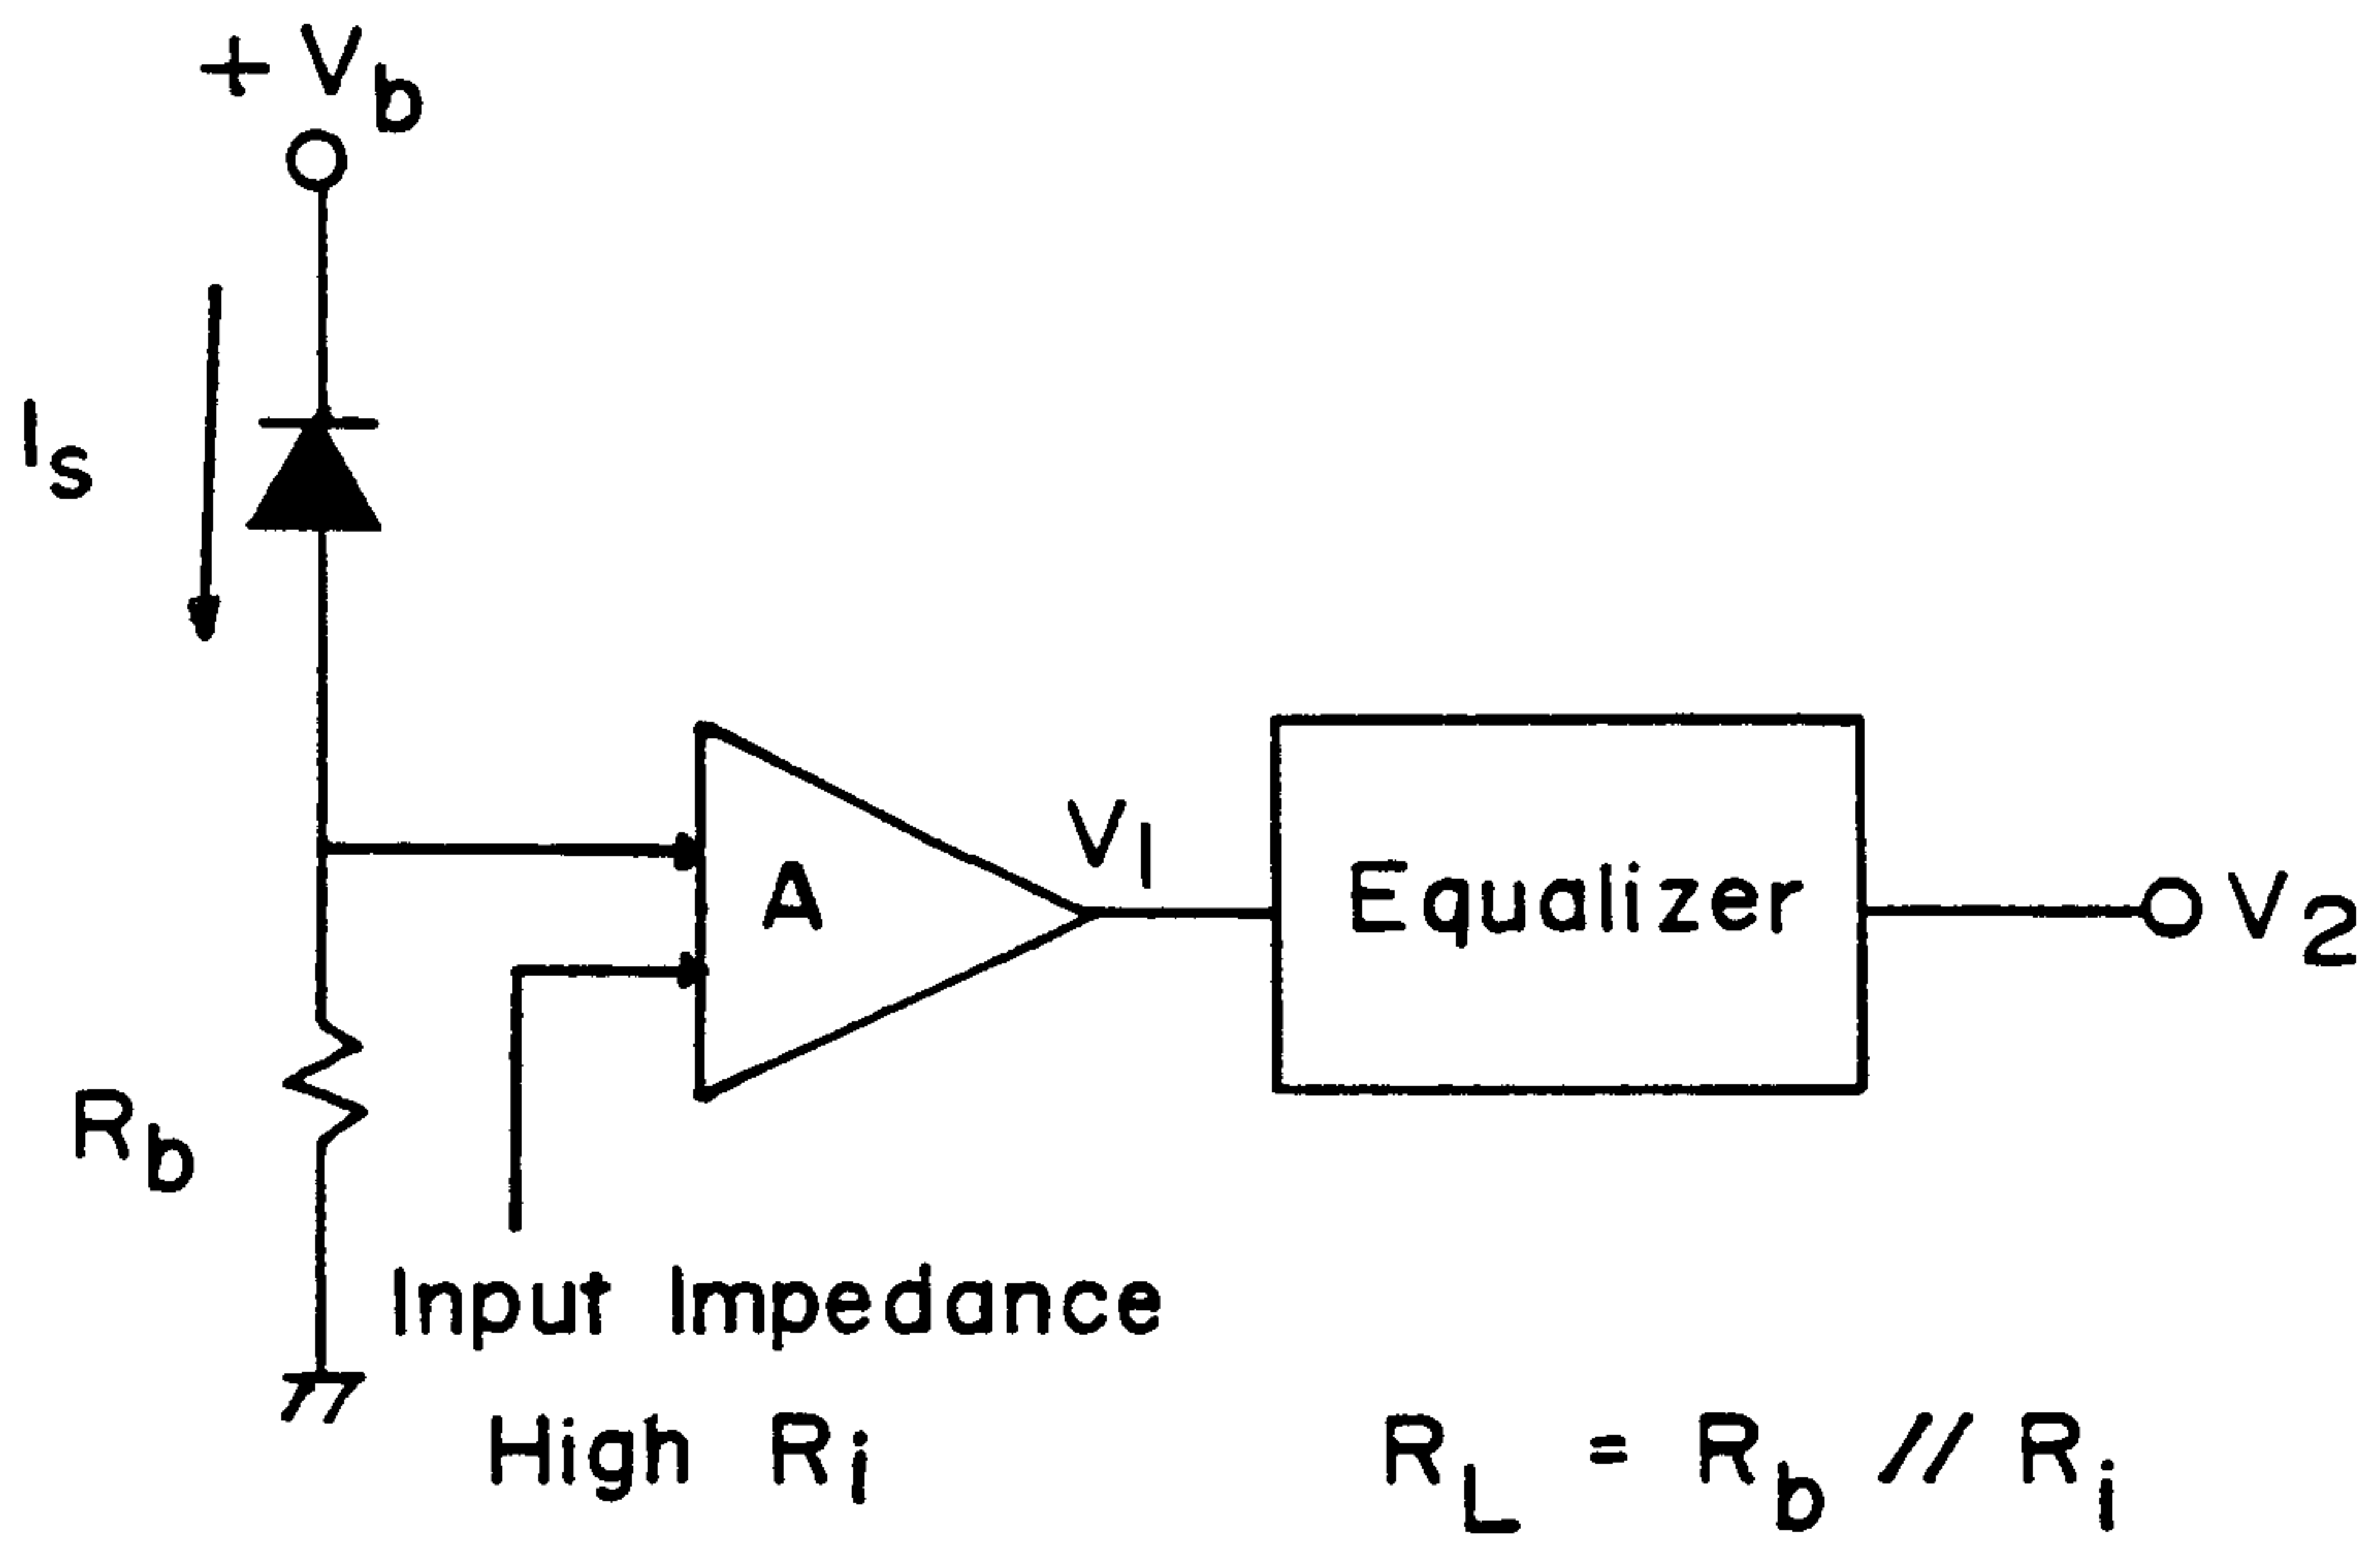 + Vb
Is
A
V1
Equalizer
V2
Rb
Input Impedance
High Ri
RL = Rb // Ri